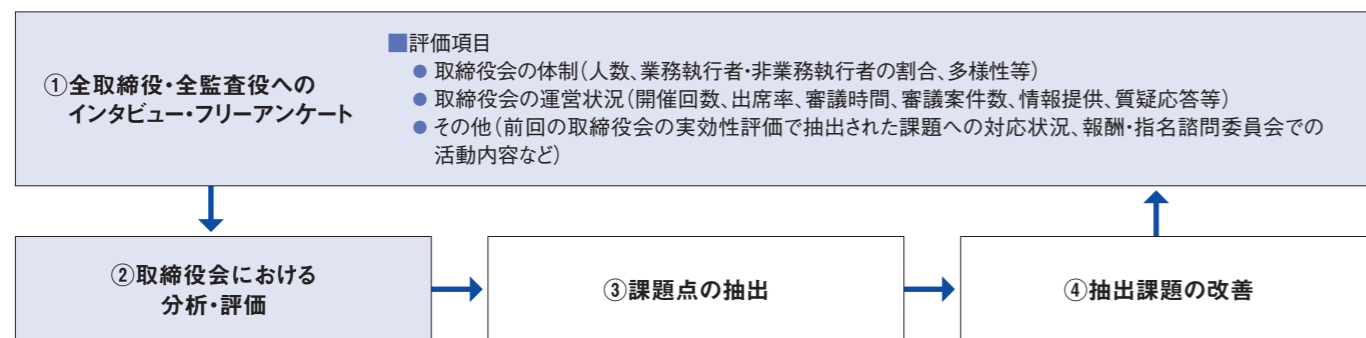 ①全取締役・全監査役への
インタビュー・フリーアンケート
■評価項目
● 取締役会の体制（人数、業務執行者・非業務執行者の割合、多様性等）
● 取締役会の運営状況（開催回数、出席率、審議時間、審議案件数、情報提供、質疑応答等）
● その他（前回の取締役会の実効性評価で抽出された課題への対応状況、報酬・指名諮問委員会での
活動内容など）
②取締役会における
分析・評価
③課題点の抽出
④抽出課題の改善